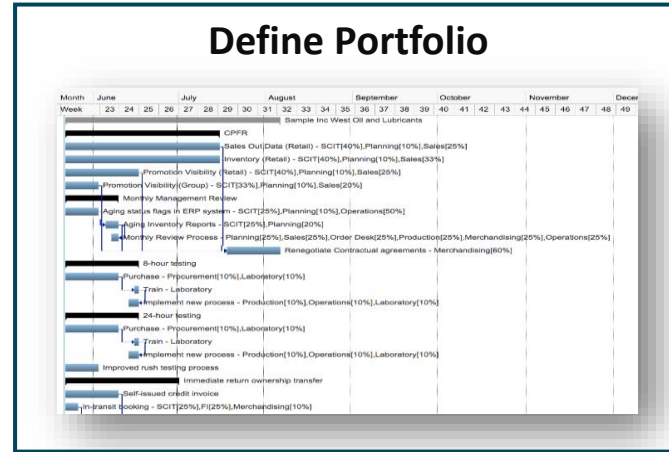 Define Portfolio
Month June July August September October November Decem
Week 23 24 25 26 27 28 29 30 31 32 33 34 35 36 37 38 39 40 41 42 43 44 45 46 47 48 49
Sample Inc West Oil and Lubricants
CPFR
Sales Out Data (Retail) - SCIT[40%],Planning[10%],Sales[25%]
Inventory (Retail) - SCIT[40%],Planning[10%],Sales[33%]
Promotion Visibility (Retail) - SCIT[40%],Planning[10%],Sales[25%]
Promotion Visibility (Group) - SCIT[33%],Planning[10%],Sales[20%]
Monthly Management Review
Aging status flags in ERP system - SCIT[25%],Planning[10%],Operations[50%]
Aging Inventory Reports - SCIT[25%],Planning[20%]
Monthly Review Process - Planning[25%],Sales[25%],Order Desk[25%],Production[25%],Merchandising[25%],Operations[25%]
Renegotiate Contractual agreements - Merchandising[60%]
8-hour testing
Purchase - Procurement[10%],Laboratory[10%]
Train - Laboratory
Implement new process - Production[10%],Operations[10%],Laboratory[10%]
24-hour testing
Purchase - Procurement[10%],Laboratory[10%]
Train - Laboratory
Implement new process - Production[10%],Operations[10%],Laboratory[10%]
Improved rush testing process
Immediate return ownership transfer
Self-issued credit invoice
In-transit booking - SCIT[25%],FI[25%],Merchandising[10%]